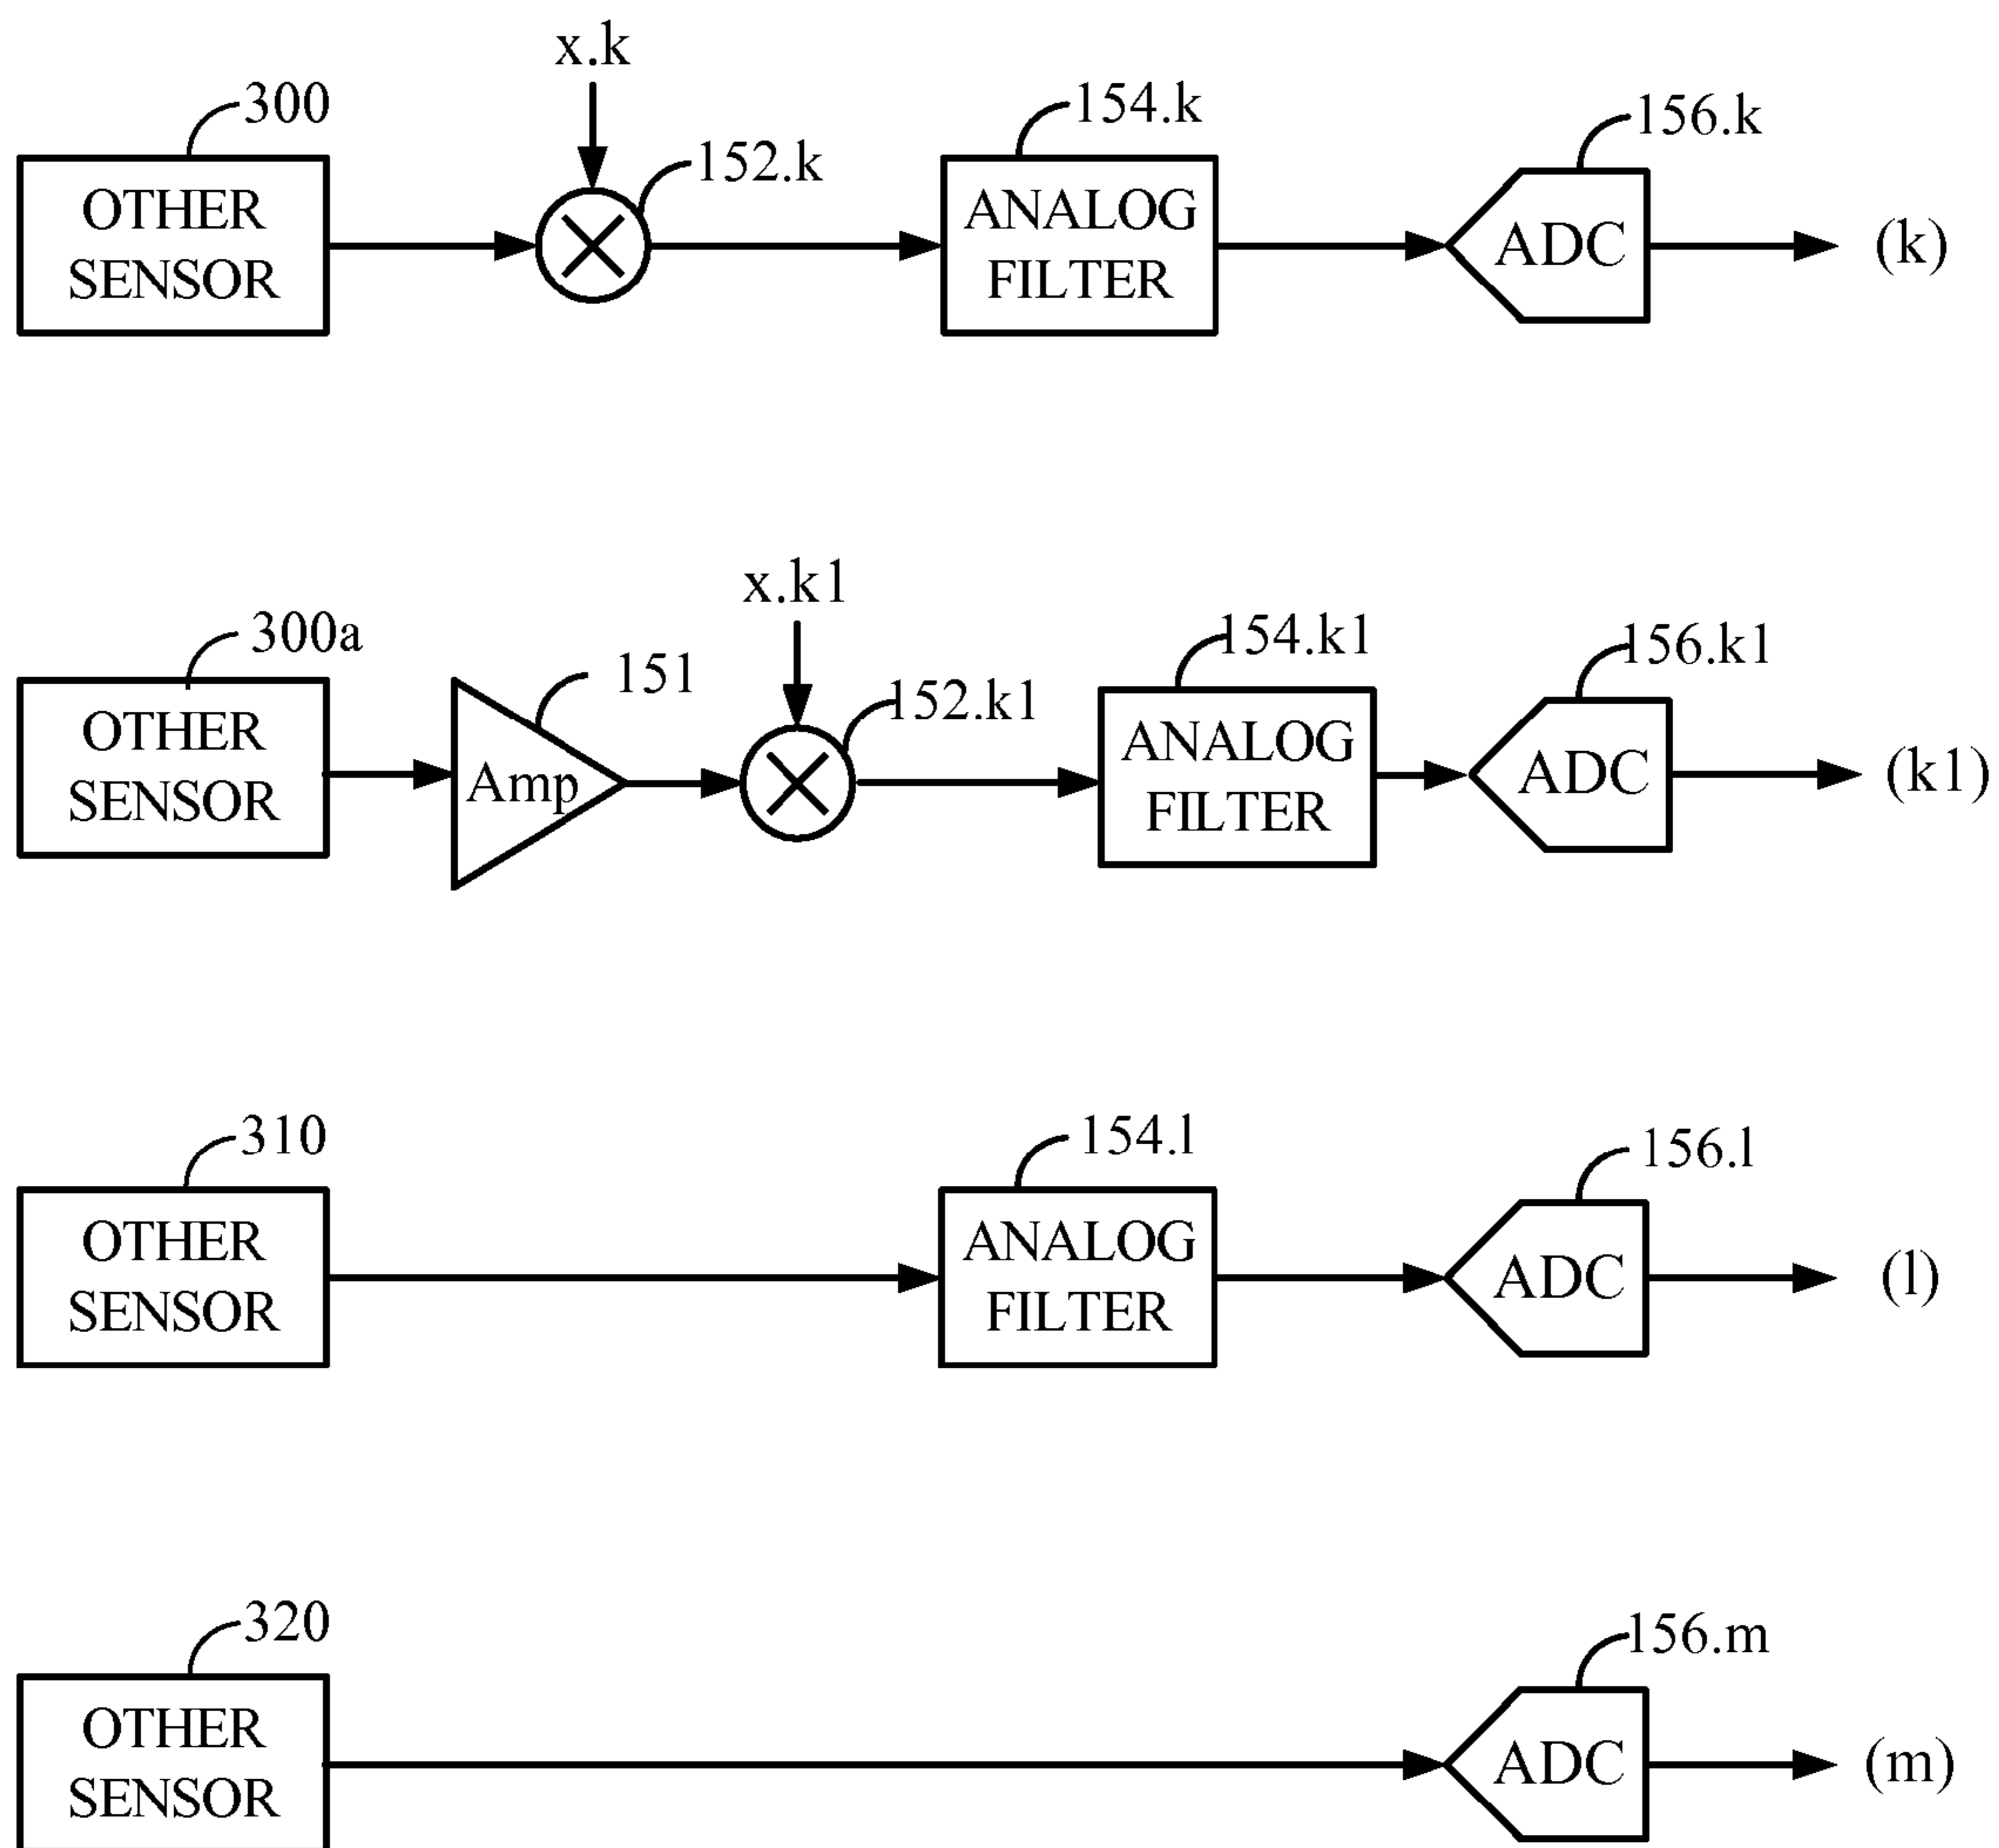 x.k
300
154.k
156.k
152.k
OTHER
SENSOR
ANALOG
FILTER
ADC
(k)
x.k1
300a
151
154.k1
156.k1
152.k1
OTHER
SENSOR
Amp
ANALOG
FILTER
ADC
(k1)
310
154.l
156.l
OTHER
SENSOR
ANALOG
FILTER
ADC
(l)
320
156.m
OTHER
SENSOR
ADC
(m)